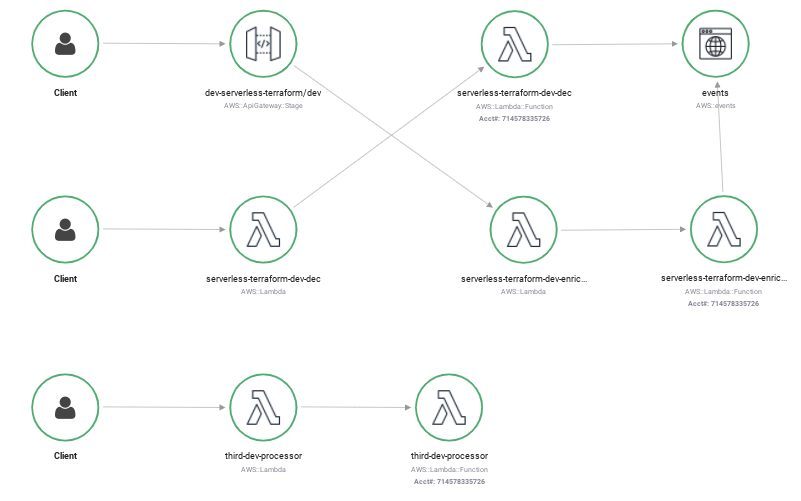 Client
dev-serverless-terraform/dev
AWS::ApiGateway::Stage
serverless-terraform-dev-dec
AWS::Lambda::Function
Acct#: 714578335726
events
AWS::events
Client
serverless-terraform-dev-dec
AWS::Lambda
serverless-terraform-dev-enric...
AWS::Lambda
serverless-terraform-dev-enric...
AWS::Lambda::Function
Acct#: 714578335726
Client
third-dev-processor
AWS::Lambda
third-dev-processor
AWS::Lambda::Function
Acct#: 714578335726